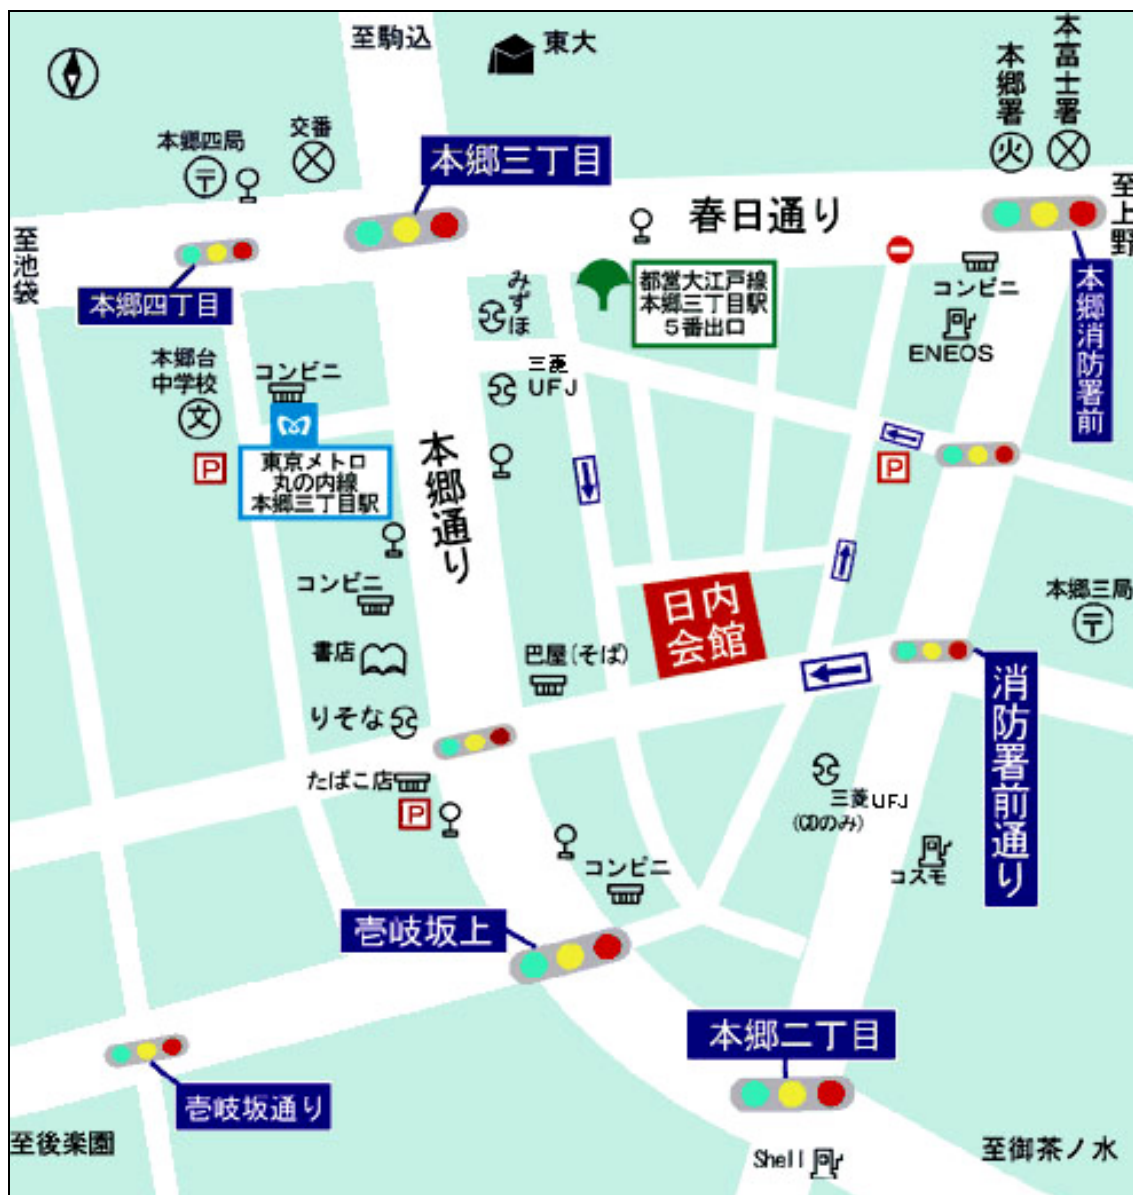 至駒込
東大
本郷署
火
本富士署
交番
本郷四局
〒
本郷三丁目
春日通り
至上野
至池袋
本郷四丁目
みずほ
都営大江戸線
本郷三丁目駅
5番出口
コンビニ
ENEOS
本郷消防署前
本郷台
中学校
文
コンビニ
三菱
UFJ
P
東京メトロ
丸の内線
本郷三丁目駅
本郷通り
P
コンビニ
日内
会館
本郷三局
〒
書店
巴屋(そば)
りそな
消防署前通り
たばこ店
P
三菱UFJ
(CDのみ)
コンビニ
コスモ
壱岐坂上
本郷二丁目
壱岐坂通り
至後楽園
Shell
至御茶ノ水